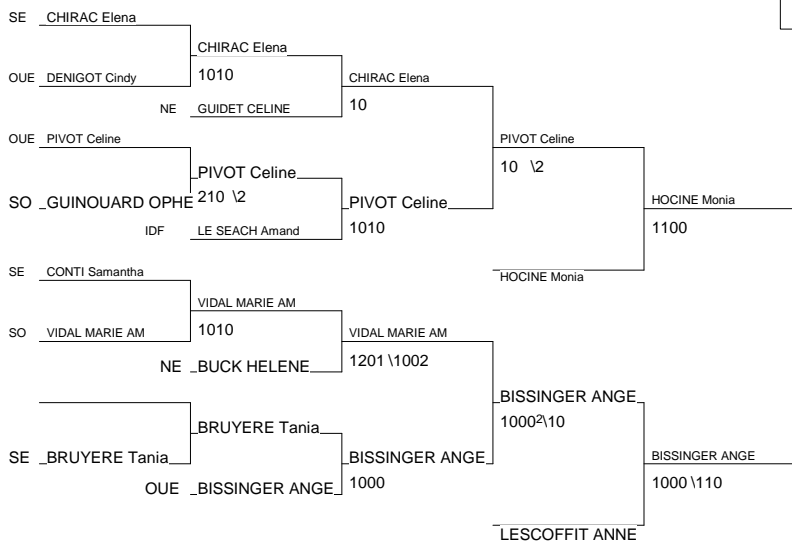 SE CHIRAC Elena
CHIRAC Elena
OUE DENIGOT Cindy 1010 CHIRAC Elena
NE GUIDET CELINE 10
OUE PIVOT Celine PIVOT Celine
PIVOT Celine 10 \2
SO GUINOUARD OPHE 210 \2 PIVOT Celine HOCINE Monia
IDF LE SEACH Amand 1010 1100
SE CONTI Samantha HOCINE Monia
VIDAL MARIE AM
SO VIDAL MARIE AM 1010 VIDAL MARIE AM
NE BUCK HELENE 1201 \1002
BISSINGER ANGE
BRUYERE Tania 1000²\10
SE BRUYERE Tania BISSINGER ANGE BISSINGER ANGE
OUE BISSINGER ANGE 1000 1000 \110
LESCOFFIT ANNE